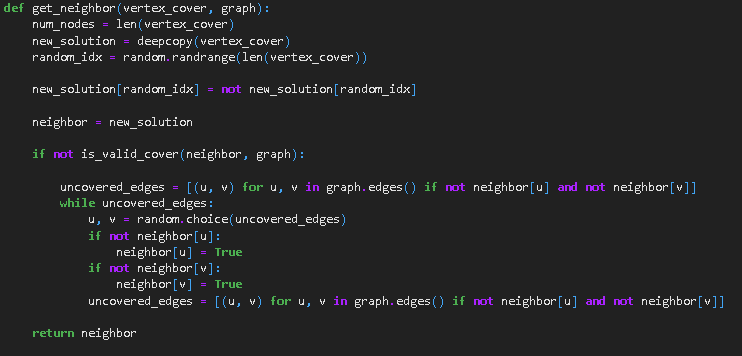 def get_neighbor(vertex_cover, graph):
    num_nodes = len(vertex_cover)
    new_solution = deepcopy(vertex_cover)
    random_idx = random.randrange(len(vertex_cover))
    new_solution[random_idx] = not new_solution[random_idx]
    neighbor = new_solution
    if not is_valid_cover(neighbor, graph):
        uncovered_edges = [(u, v) for u, v in graph.edges() if not neighbor[u] and not neighbor[v]]
        while uncovered_edges:
            u, v = random.choice(uncovered_edges)
            if not neighbor[u]:
                neighbor[u] = True
            if not neighbor[v]:
                neighbor[v] = True
            uncovered_edges = [(u, v) for u, v in graph.edges() if not neighbor[u] and not neighbor[v]]
    return neighbor